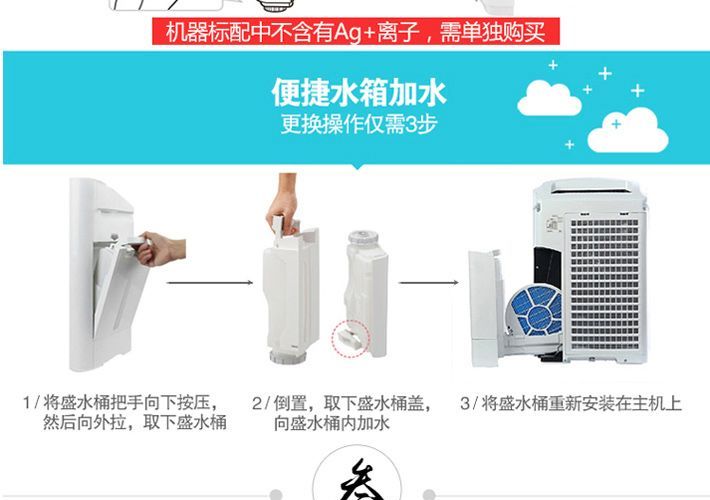 机器标配中不含有Ag+离子，需单独购买
便捷水箱加水
更换操作仅需3步
1/将盛水桶把手向下按压，
然后向外拉，取下盛水桶
2/倒置，取下盛水桶盖，
向盛水桶内加水
3/将盛水桶重新安装在主机上
叁